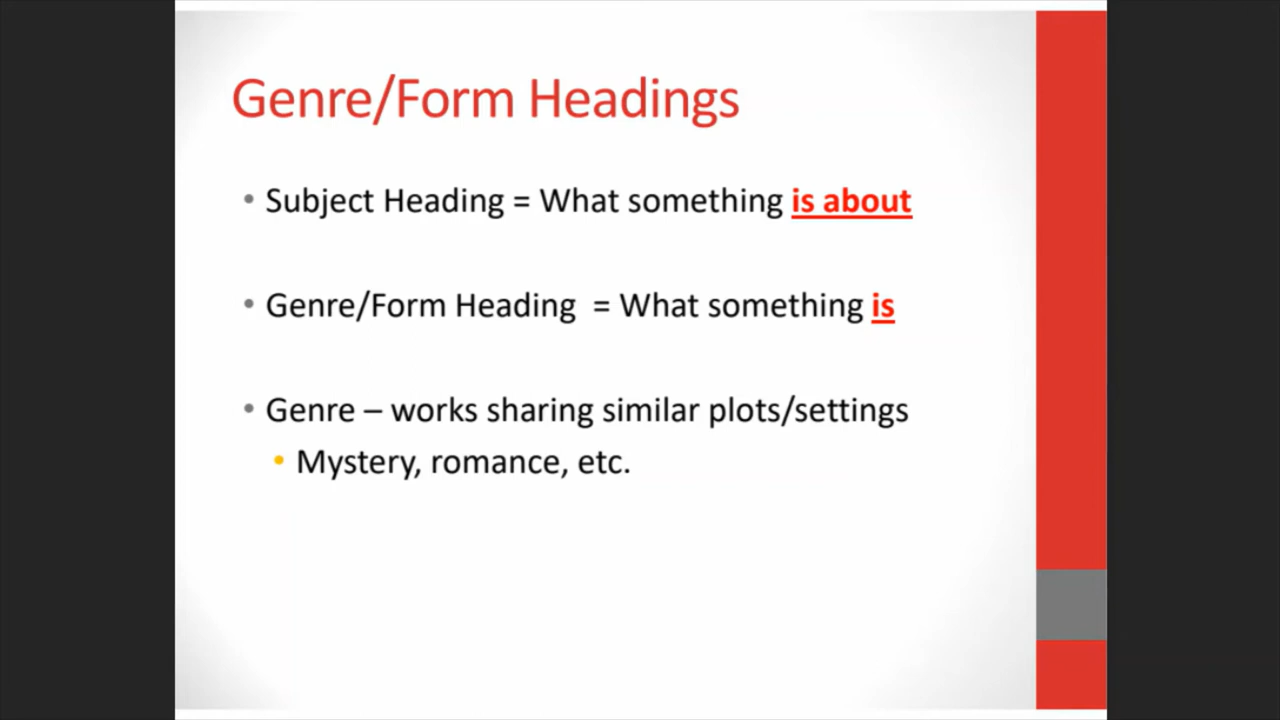 Genre/Form Headings
• Subject Heading = What something is about
• Genre/Form Heading = What something is
• Genre – works sharing similar plots/settings
• Mystery, romance, etc.